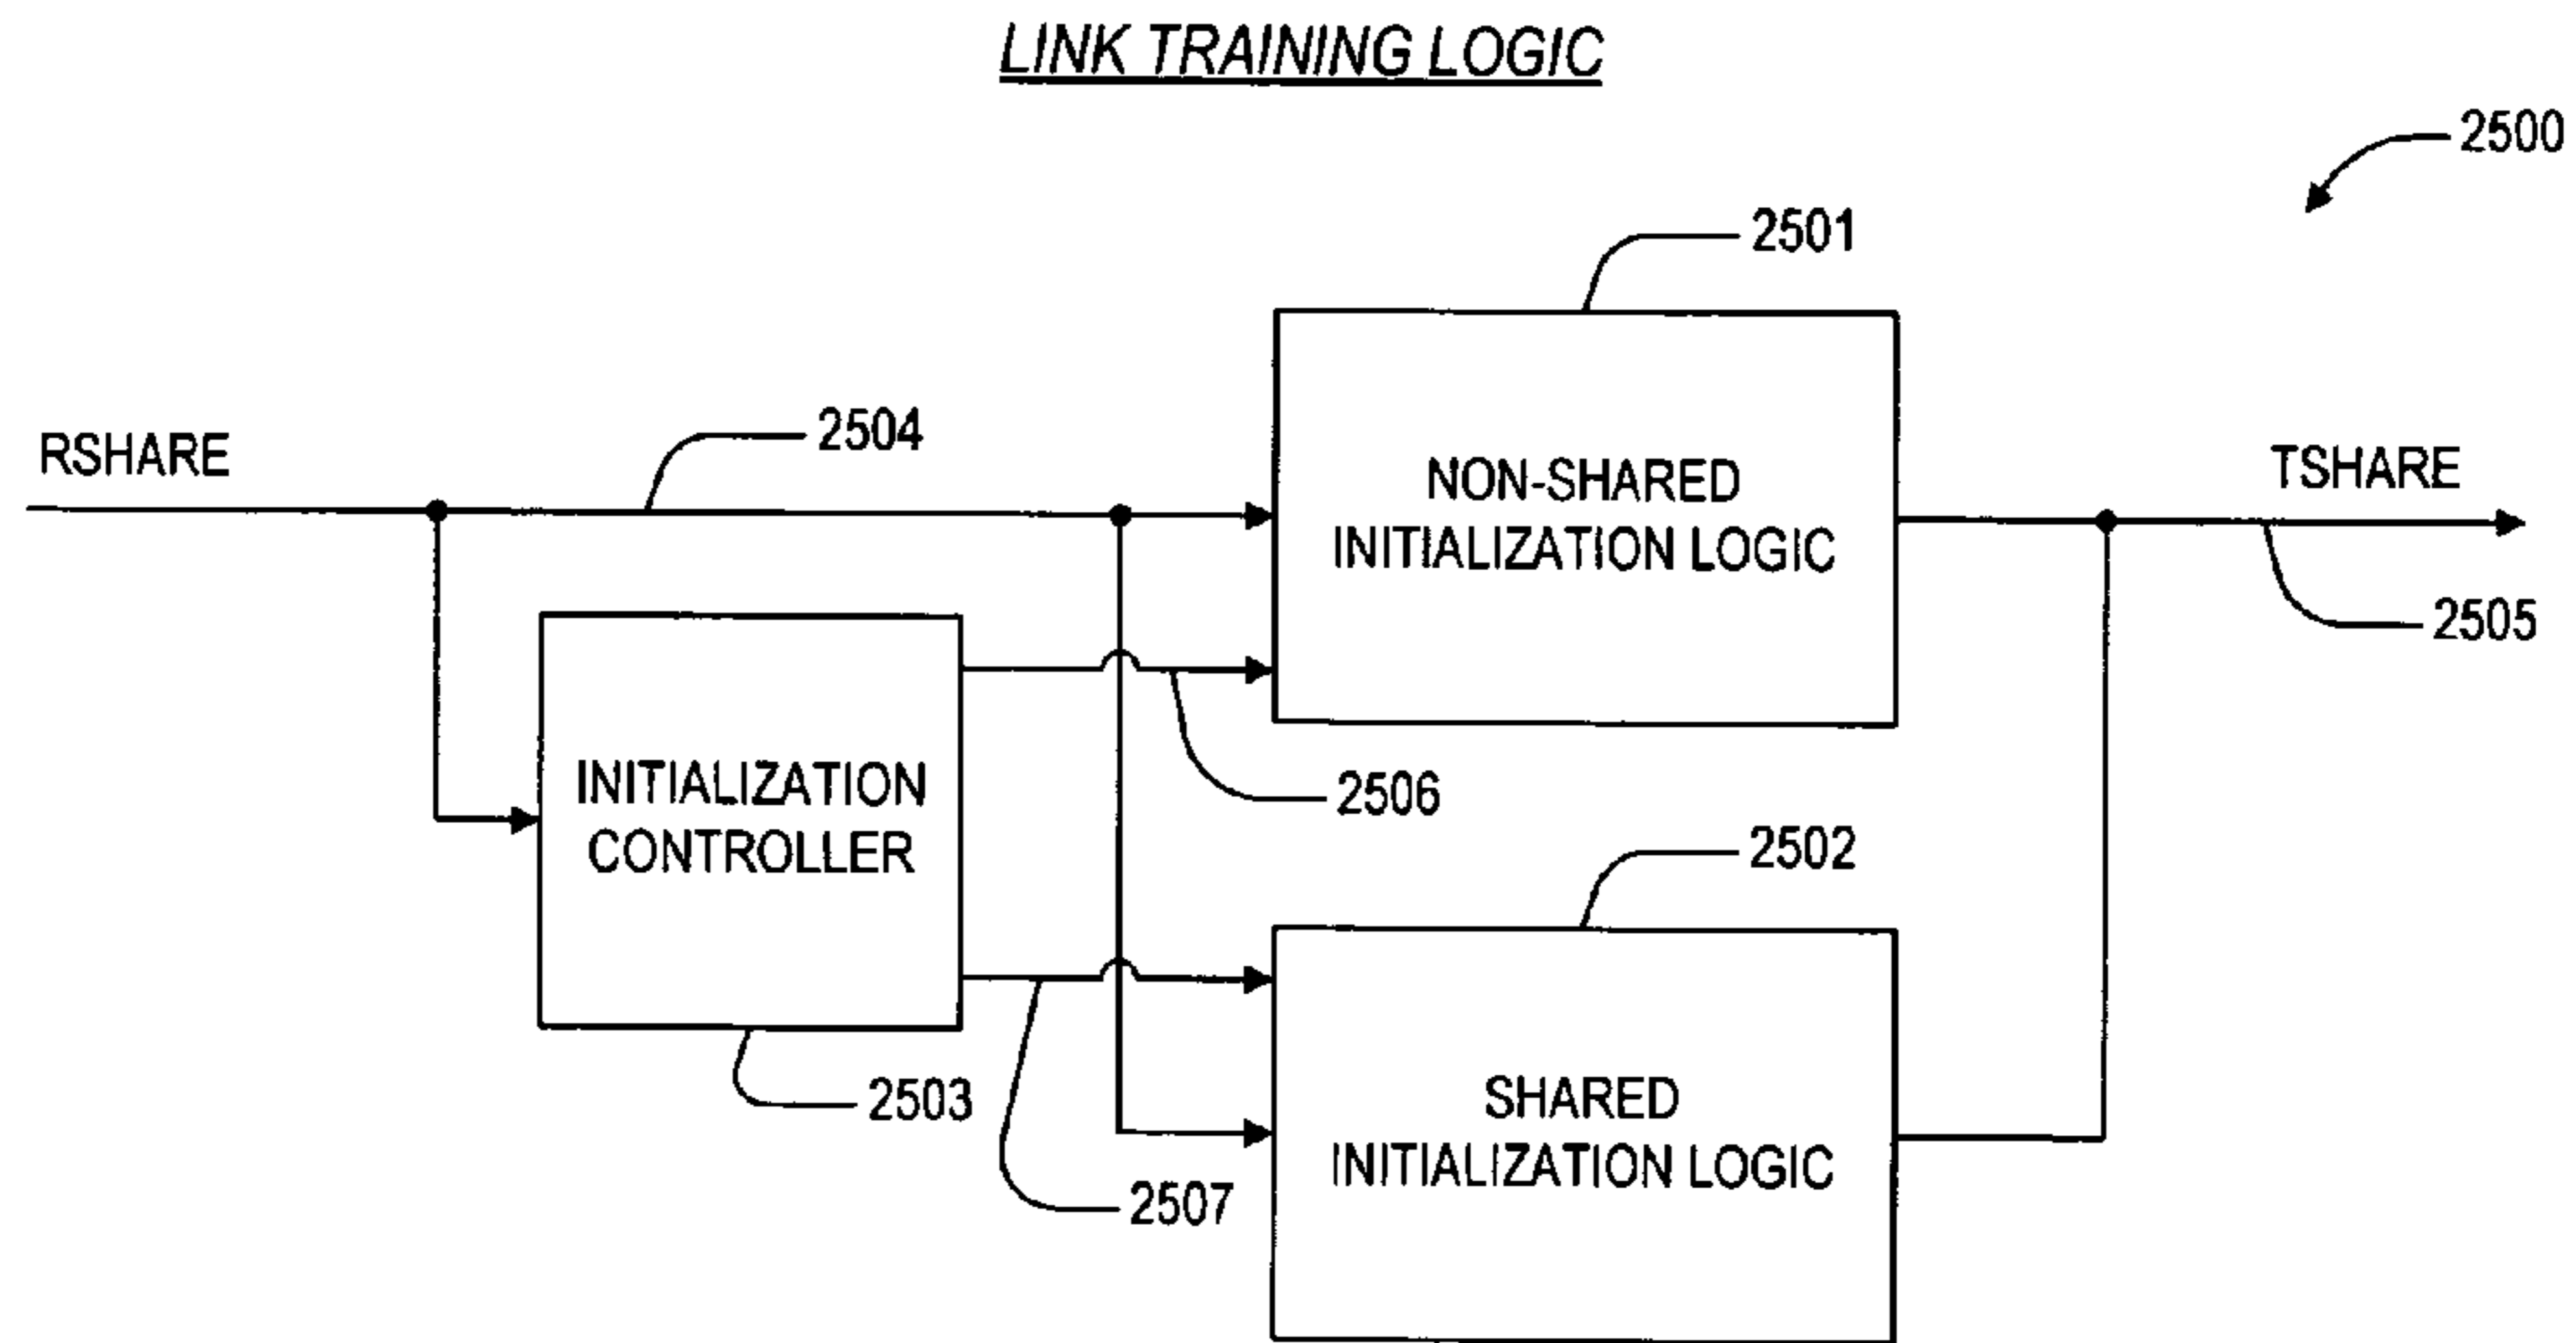 LINK TRAINING LOGIC
2500
2501
2504
RSHARE
NON-SHARED
INITIALIZATION LOGIC
TSHARE
2505
INITIALIZATION
CONTROLLER
2506
2502
2503
SHARED
INITIALIZATION LOGIC
2507